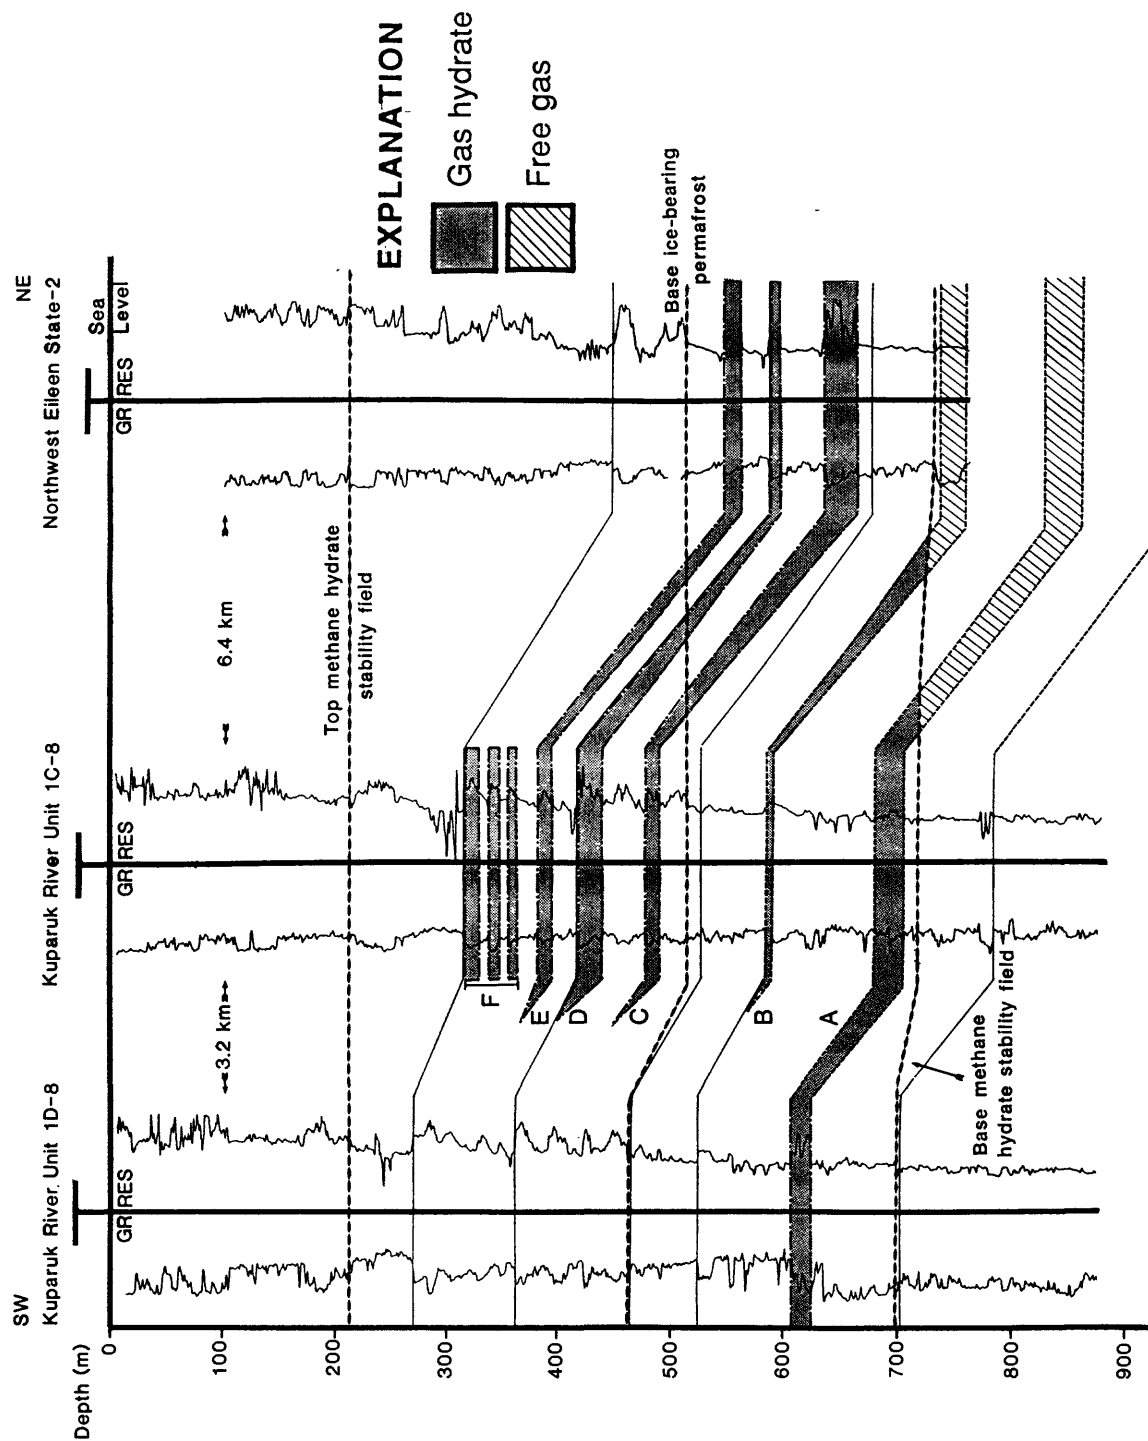 SW
NE
Kuparuk River Unit 1D-8
Kuparuk River Unit 1C-8
Northwest Eileen State-2
Depth (m)
GR RES
GR RES
GR RES
Sea
Level
0
100
200
300
400
500
600
700
800
900
3.2 km
6.4 km
Top methane hydrate
stability field
F
E
D
C
B
A
Base methane
hydrate stability field
Base ice-bearing
permafrost
EXPLANATION
Gas hydrate
Free gas